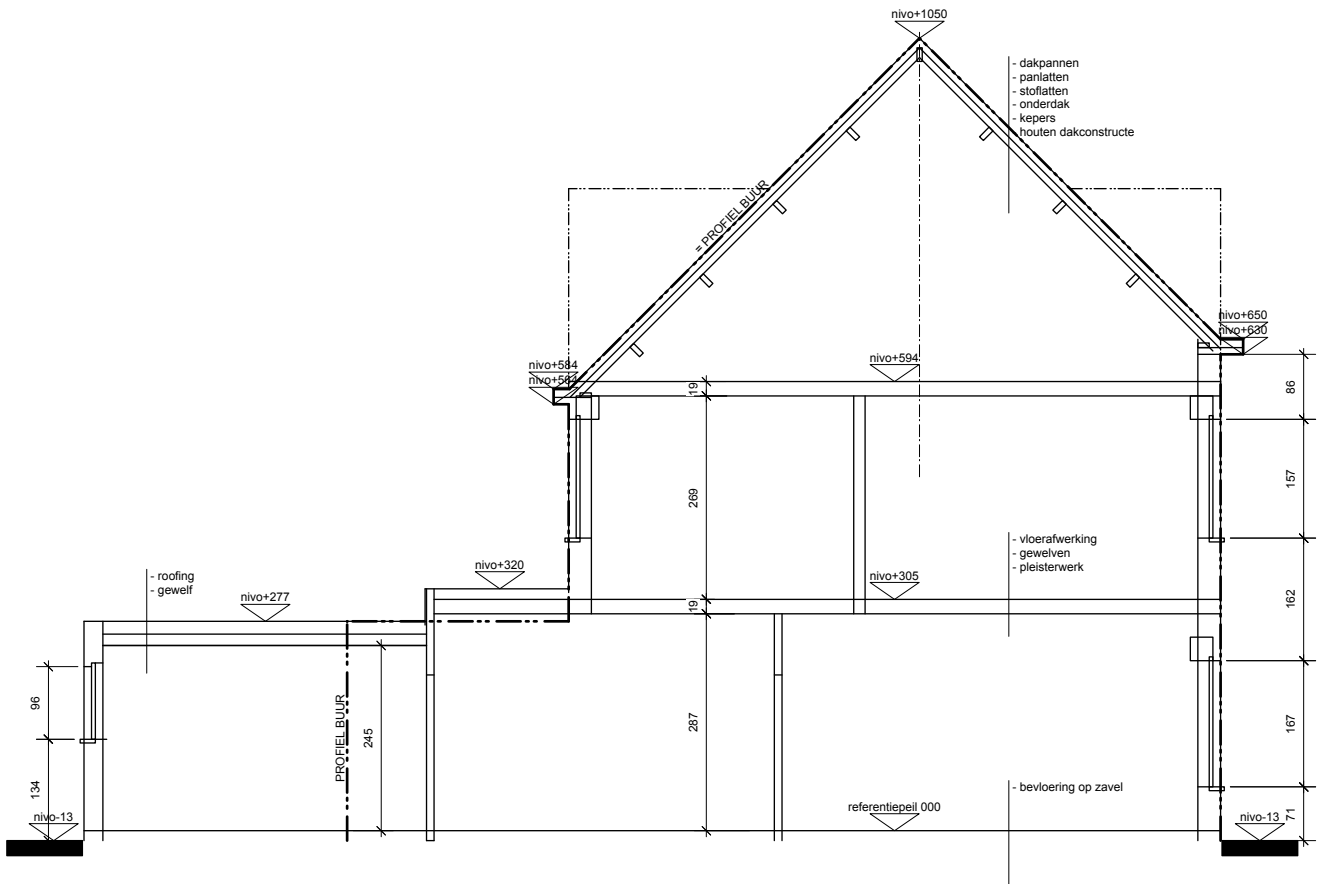 nivo+1050
- dakpannen
- panlatten
- stoflatten
- onderdak
- kepers
- houten dakconstructe
= PROFIEL BUUR
nivo+650
nivo+630
nivo+584
nivo+594
19
86
157
269
- vloerafwerking
- gewelven
- pleisterwerk
- roofing
- gewelf
nivo+320
nivo+305
nivo+277
19
162
96
PROFIEL BUUR
245
287
167
134
- bevloering op zavel
referentiepeil 000
71
nivo-13
nivo-13